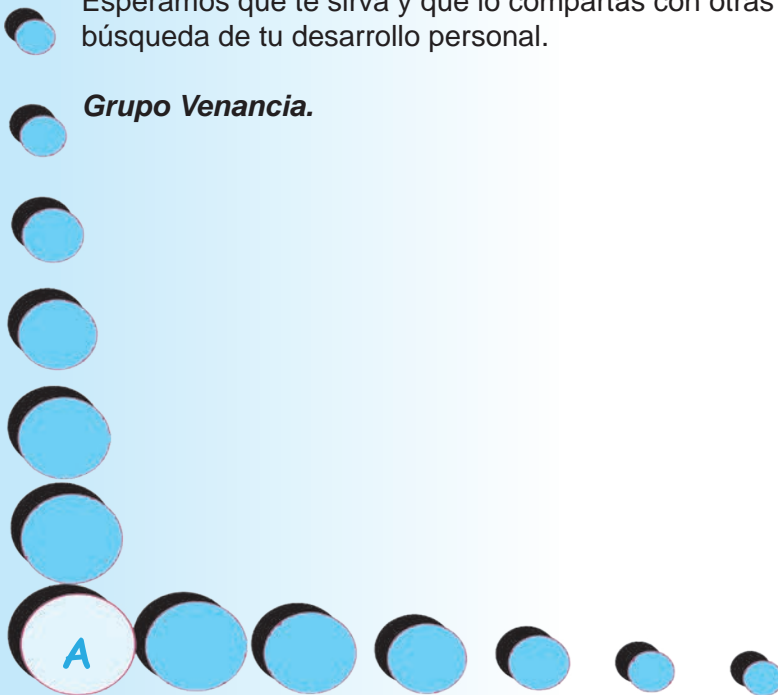 Esperamos que te sirva y que lo compartas con otras
búsqueda de tu desarrollo personal.
Grupo Venancia.
A